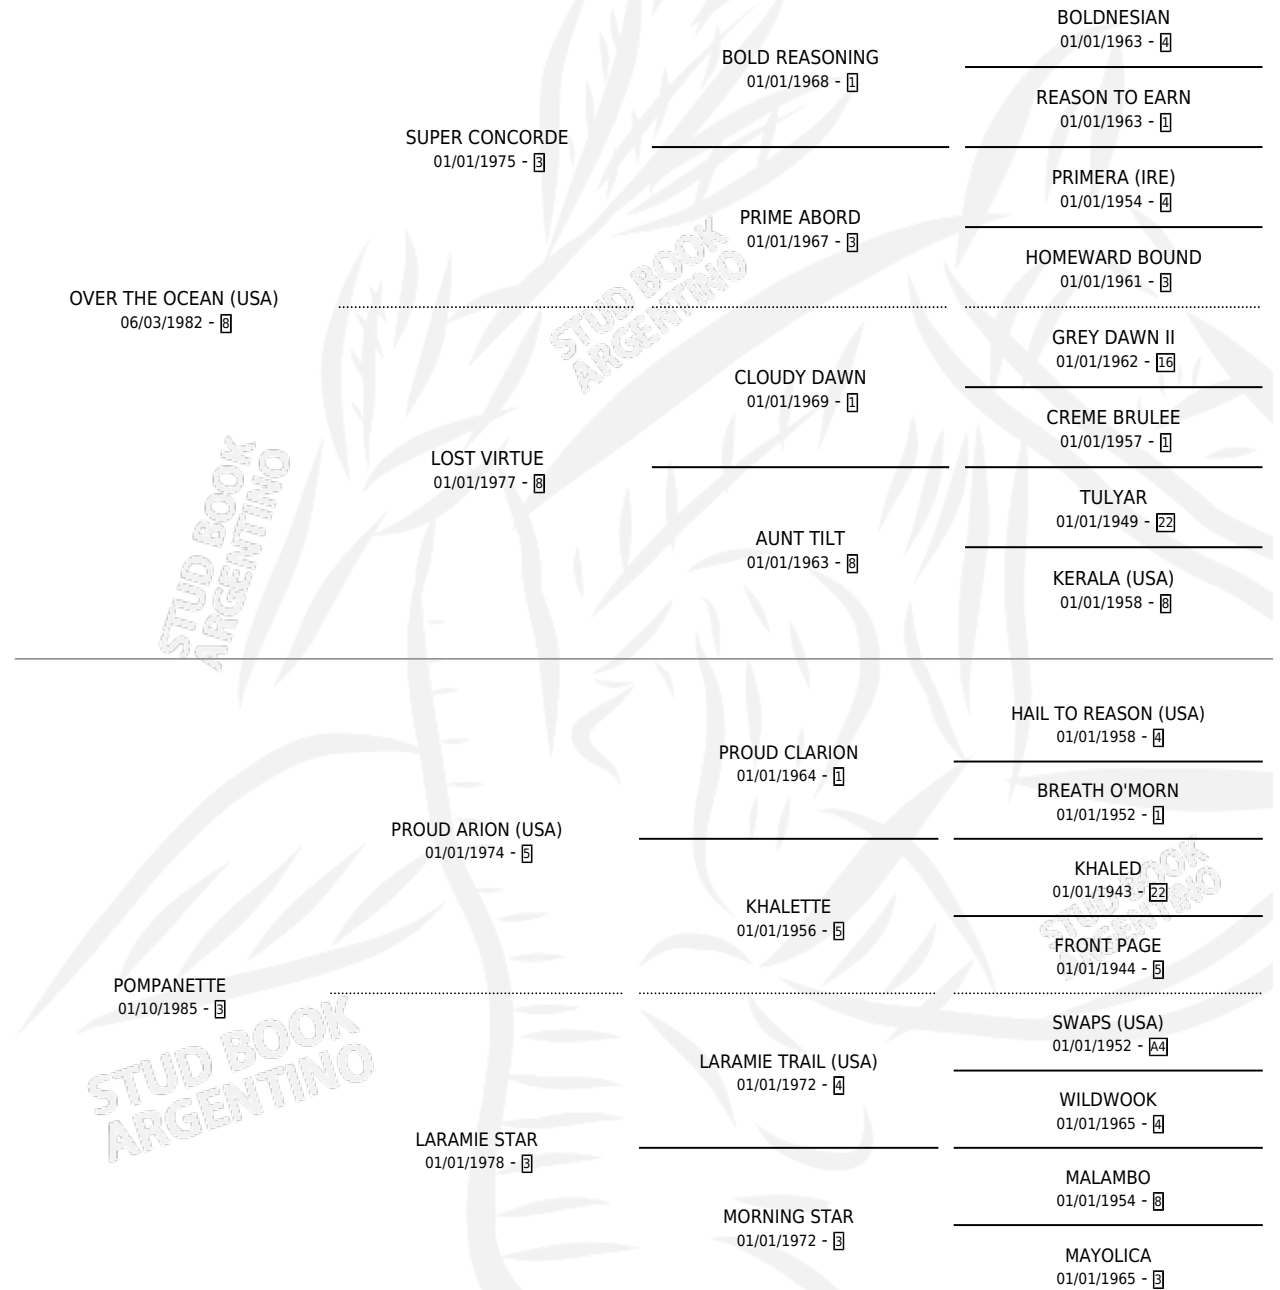 BOLDNESIAN
01/01/1963 - 4
BOLD REASONING
01/01/1968 - 1
REASON TO EARN
01/01/1963 - 1
SUPER CONCORDE
01/01/1975 - 3
PRIMERA (IRE)
01/01/1954 - 4
PRIME ABORD
01/01/1967 - 3
HOMEWARD BOUND
01/01/1961 - 3
OVER THE OCEAN (USA)
06/03/1982 - 8
GREY DAWN II
01/01/1962 - 16
CLOUDY DAWN
01/01/1969 - 1
CREME BRULEE
01/01/1957 - 1
LOST VIRTUE
01/01/1977 - 8
TULYAR
01/01/1949 - 22
AUNT TILT
01/01/1963 - 8
KERALA (USA)
01/01/1958 - 8
STUD BOOK
ARGENTINO
STUD BOOK
ARGENTINO
HAIL TO REASON (USA)
01/01/1958 - 4
PROUD CLARION
01/01/1964 - 1
BREATH O'MORN
01/01/1952 - 1
PROUD ARION (USA)
01/01/1974 - 5
KHALED
01/01/1943 - 22
KHALETTE
01/01/1956 - 5
FRONT PAGE
01/01/1944 - 5
POMPANETTE
01/10/1985 - 3
SWAPS (USA)
01/01/1952 - A4
LARAMIE TRAIL (USA)
01/01/1972 - 4
WILDWOOK
01/01/1965 - 4
LARAMIE STAR
01/01/1978 - 3
MALAMBO
01/01/1954 - 8
MORNING STAR
01/01/1972 - 3
MAYOLICA
01/01/1965 - 3
STUD BOOK
ARGENTINO
STUD BOOK
ARGENTINO